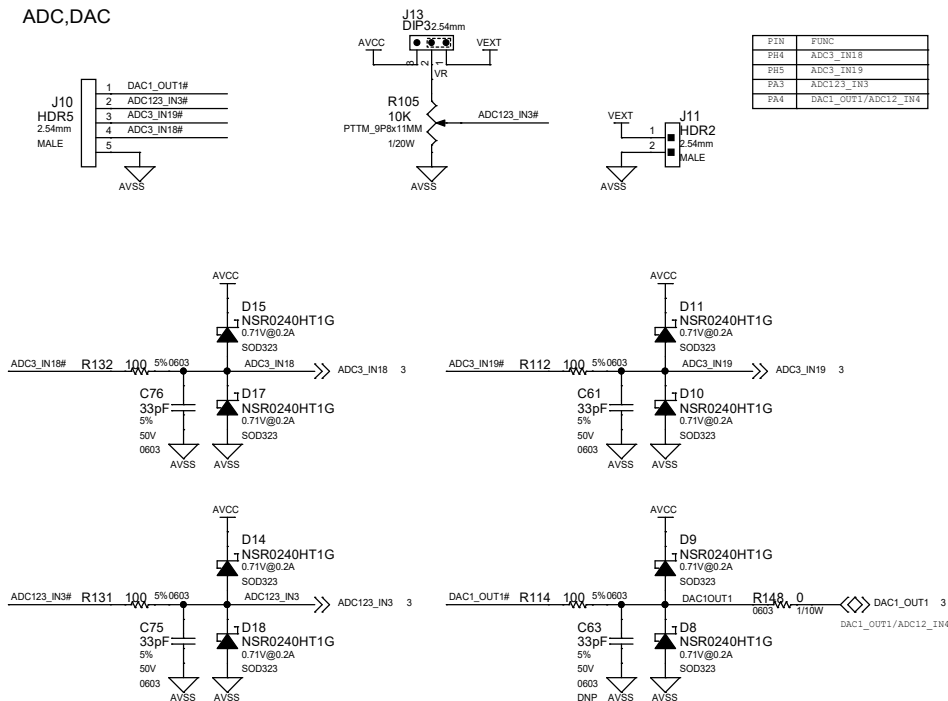 ADC,DAC
J13
DIP3 2.54mm
AVCC
VEXT
3 2 1
VR
R105
10K
PTTM_9P8x11MM
1/20W
ADC123_IN3#
AVSS
PIN FUNC
PH4 ADC3_IN18
PH5 ADC3_IN19
PA3 ADC123_IN3
PA4 DAC1_OUT1/ADC12_IN4
J10
HDR5
2.54mm
MALE
1 DAC1_OUT1#
2 ADC123_IN3#
3 ADC3_IN19#
4 ADC3_IN18#
5
AVSS
VEXT
J11
HDR2
2.54mm
MALE
1
2
AVSS
AVCC
D15
NSR0240HT1G
0.71V@0.2A
SOD323
ADC3_IN18# R132 100 5% 0603 ADC3_IN18 ADC3_IN18 3
C76
33pF
5%
50V
0603
D17
NSR0240HT1G
0.71V@0.2A
SOD323
AVSS AVSS
AVCC
D11
NSR0240HT1G
0.71V@0.2A
SOD323
ADC3_IN19# R112 100 5% 0603 ADC3_IN19 ADC3_IN19 3
C61
33pF
5%
50V
0603
D10
NSR0240HT1G
0.71V@0.2A
SOD323
AVSS AVSS
AVCC
D14
NSR0240HT1G
0.71V@0.2A
SOD323
ADC123_IN3# R131 100 5% 0603 ADC123_IN3 ADC123_IN3 3
C75
33pF
5%
50V
0603
D18
NSR0240HT1G
0.71V@0.2A
SOD323
AVSS AVSS
AVCC
D9
NSR0240HT1G
0.71V@0.2A
SOD323
DAC1_OUT1# R114 100 5% 0603 DAC1OUT1 R148 0 DAC1_OUT1 3
0603 1/10W
DAC1_OUT1/ADC12_IN4
C63
33pF
5%
50V
0603
DNP
D8
NSR0240HT1G
0.71V@0.2A
SOD323
AVSS AVSS